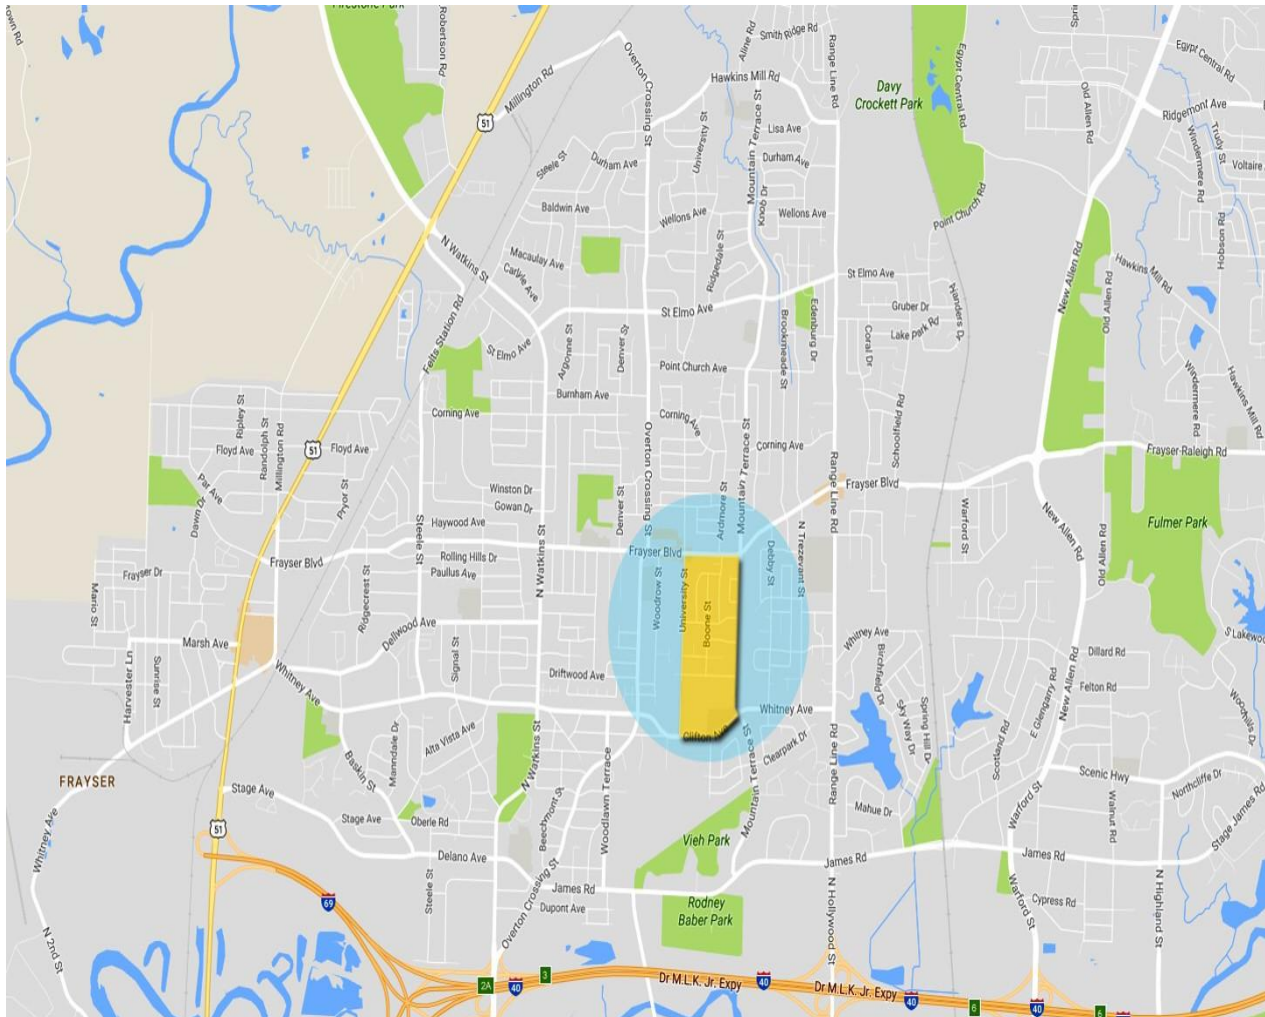 Firestone Park
Robertson Rd
Overton Crossing St
Aline Rd
Smith Ridge Rd
Range Line Rd
Egypt Central Rd
Egypt Central Rd
Millington Rd
Hawkins Mill Rd
Davy
Crockett Park
Old Allen Rd
Ridgemont Ave
51
University St
Mountain Terrace St
Lisa Ave
Windermere Rd
Trudy St
Voltaire
Steele St
Durham Ave
Durham Ave
Baldwin Ave
Wellons Ave
Knob Dr
Wellons Ave
Point Church Rd
Hobson Rd
N Watkins St
Macaulay Ave
Carlyle Ave
Ridgedale St
St Elmo Ave
New Allen Rd
Old Allen Rd
Hawkins Mill Rd
Felts Station Rd
St Elmo Ave
Edenburg Dr
Gruber Dr
Lake Park Rd
Coral Dr
St Elmo Ave
Argonne St
Denver St
Brookmeade St
Point Church Ave
Windermere Rd
Hawkins Mill Rd
Burnham Ave
Schoolfield Rd
Ripley St
Randolph St
Millington Rd
Corning Ave
Corning Ave
Overton Crossing St
Mountain Terrace St
Corning Ave
Floyd Ave
51
Floyd Ave
Range Line Rd
Frayser-Raleigh Rd
Pat Ave
Dawn Dr
Pryor St
Winston Dr
Gowan Dr
Denver St
Ardmore St
Frayser Blvd
Warford St
New Allen Rd
Fulmer Park
Steele St
Haywood Ave
N Watkins St
Frayser Blvd
Debby St
N Trezevant St
Old Allen Rd
Frayser Blvd
Rolling Hills Dr
Paullus Ave
Frayser Dr
Mario St
Ridgecrest St
Woodrow St
University St
Boone St
Marsh Ave
Dellwood Ave
Signal St
Whitney Ave
Birchfield Dr
Dillard Rd
S Lakewood
Harvester Ln
Sunrise St
Whitney Ave
Driftwood Ave
Felton Rd
New Allen Rd
E Glengarry Rd
Sky Way Dr
Spring Hill Dr
Whitney Ave
Woodhills Dr
Manndale Dr
Alta Vista Ave
Clifton Ave
Mountain Terrace St
Clearpark Dr
Scotland Rd
FRAYSER
Baskin St
N Watkins St
Woodlawn Terrace
Range Line Rd
Scenic Hwy
Northcliffe Dr
Stage Ave
Whitney Ave
51
Stage Ave
Oberle Rd
Beechmont St
Mahue Dr
Warford St
Walnut Rd
Stage James Rd
Vieh Park
Delano Ave
James Rd
James Rd
Steele St
James Rd
Dupont Ave
Overton Crossing St
69
Rodney
Baber Park
N Hollywood St
Warford St
Cypress Rd
N Highland St
N 2nd St
2A
40
3
Dr M.L.K. Jr. Expy
40
Dr M.L.K. Jr. Expy
40
6
40
6